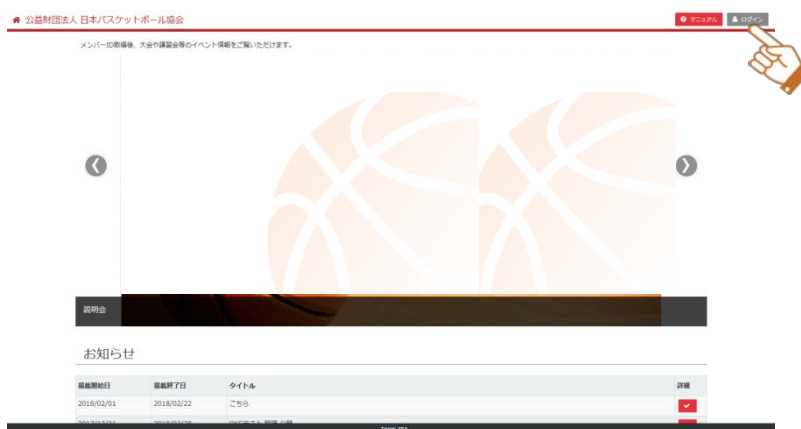 公益財団法人 日本バスケットボール協会
マニュアル
ログイン
メンバーID取得後、大会や講習会等のイベント情報をご覧いただけます。
説明会
お知らせ
掲載開始日 掲載終了日 タイトル 詳細
2018/02/01 2018/02/22 こちら